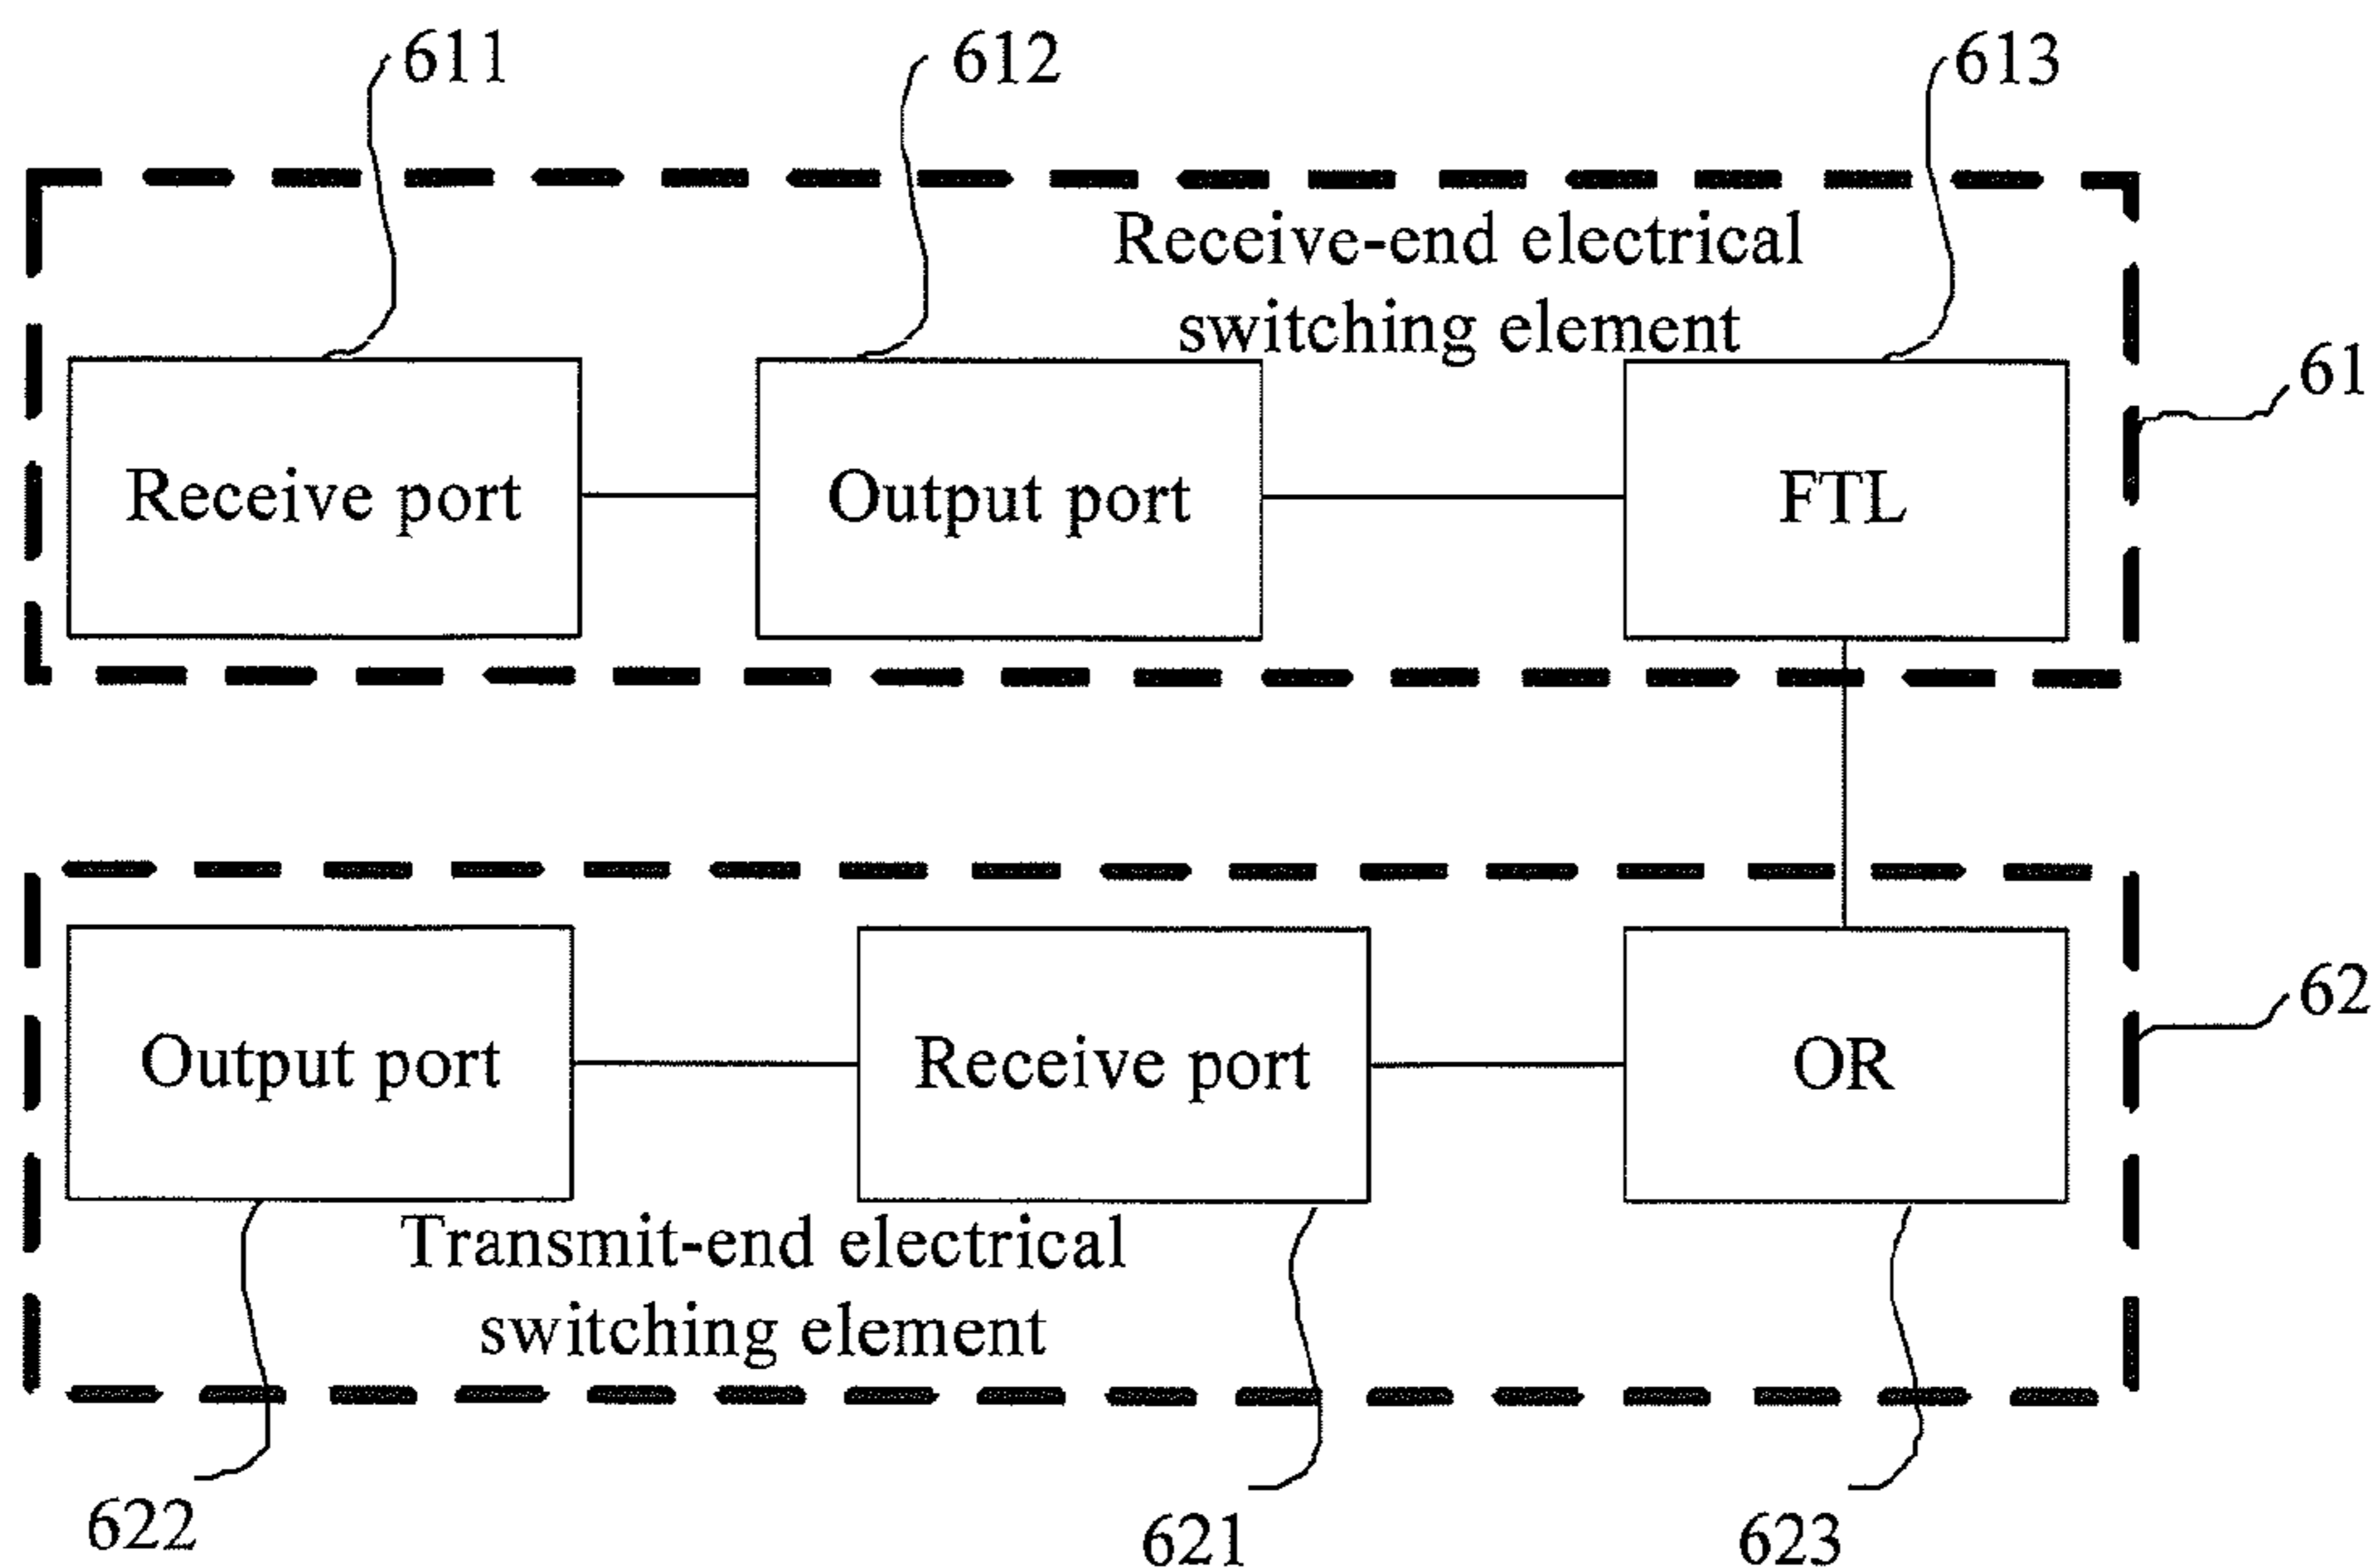 611
612
613
Receive-end electrical
switching element
61
Receive port
Output port
FTL
62
Output port
Receive port
OR
Transmit-end electrical
switching element
622
621
623